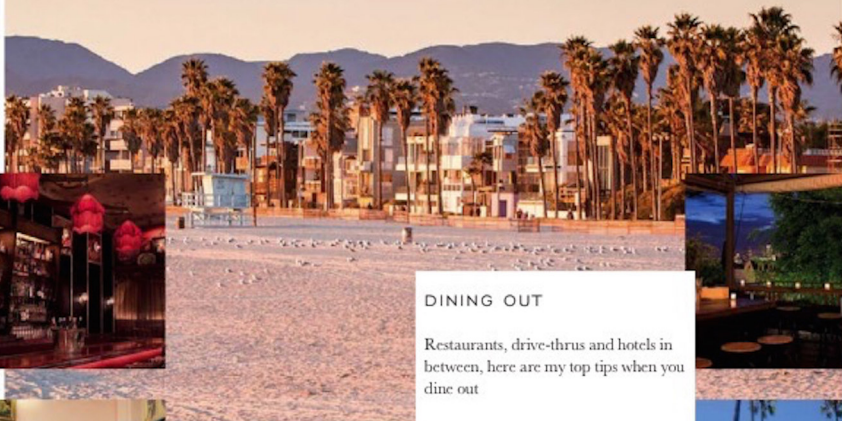 DINING OUT
Restaurants, drive-thrus and hotels in
between, here are my top tips when you
dine out